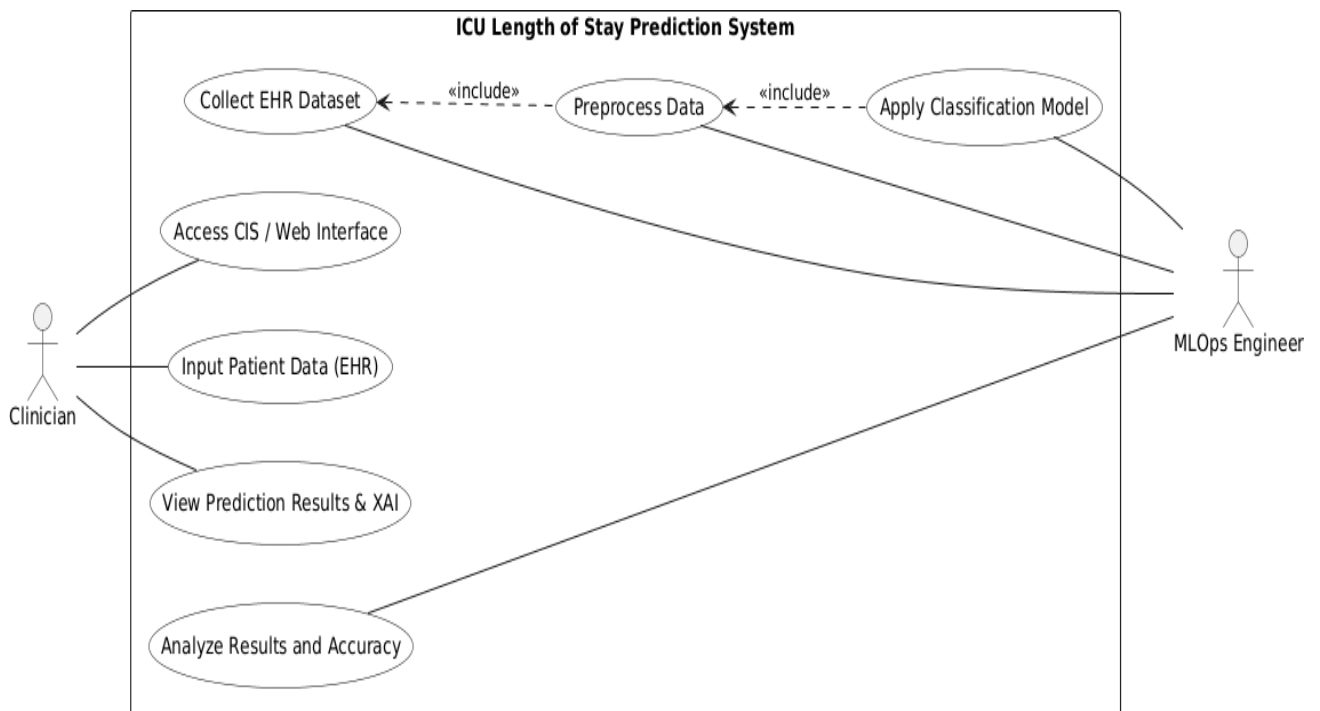 ICU Length of Stay Prediction System
Collect EHR Dataset
«include»
Preprocess Data
«include»
Apply Classification Model
Access CIS / Web Interface
Input Patient Data (EHR)
Clinician
MLOps Engineer
View Prediction Results & XAI
Analyze Results and Accuracy